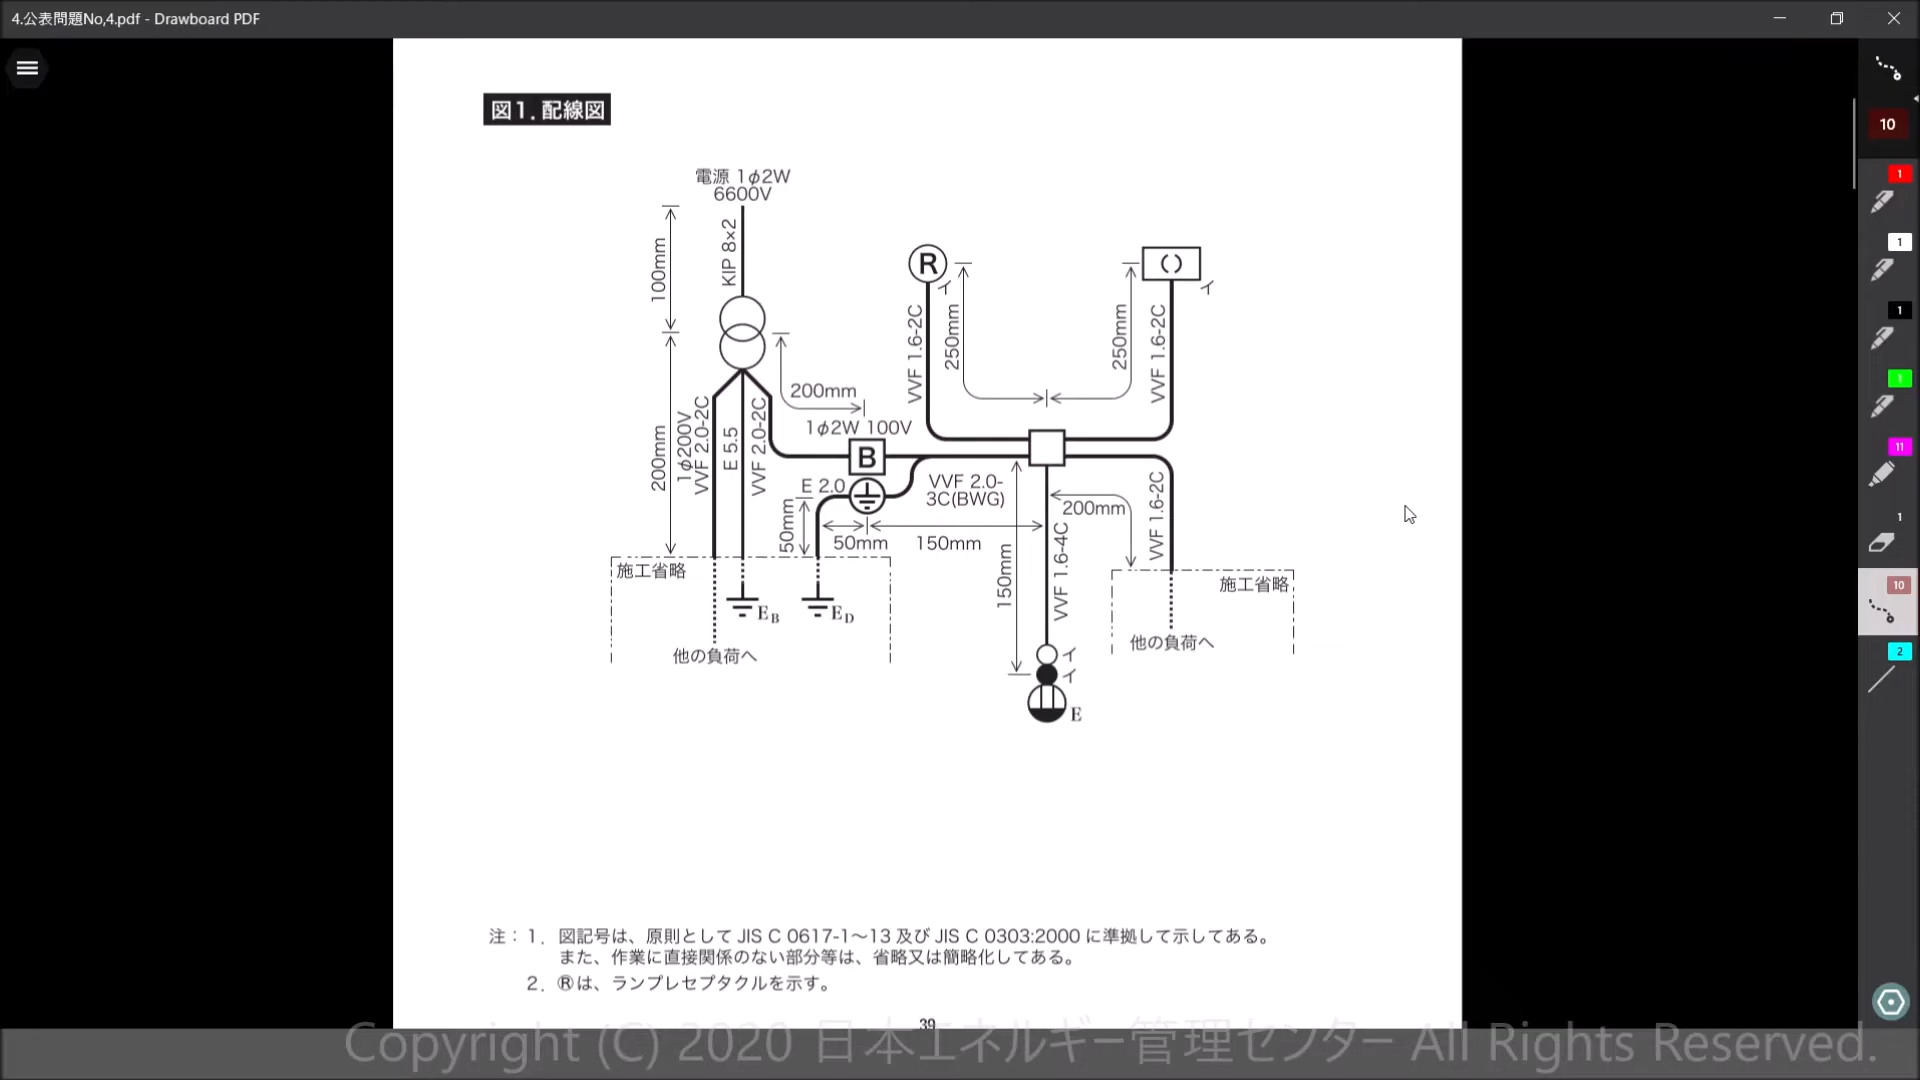 4.公表問題No,4.pdf - Drawboard PDF
10
1
1
1
1
11
1
10
2
図1. 配線図
電源 1φ2W
6600V
100mm
KIP 8×2
200mm
1φ200V
VVF 2.0-2C
E 5.5
VVF 2.0-2C
200mm
1φ2W 100V
B
E 2.0
50mm
50mm
150mm
VVF 2.0-
3C(BWG)
R
イ
VVF 1.6-2C
250mm
250mm
VVF 1.6-2C
イ
200mm
VVF 1.6-2C
150mm
VVF 1.6-4C
イ
イ
E
施工省略
EB
ED
他の負荷へ
施工省略
他の負荷へ
注：1. 図記号は、原則として JIS C 0617-1～13 及び JIS C 0303:2000 に準拠して示してある。
また、作業に直接関係のない部分等は、省略又は簡略化してある。
2. Ⓡは、ランプレセプタクルを示す。
39
Copyright (C) 2020 日本エネルギー管理センター All Rights Reserved.